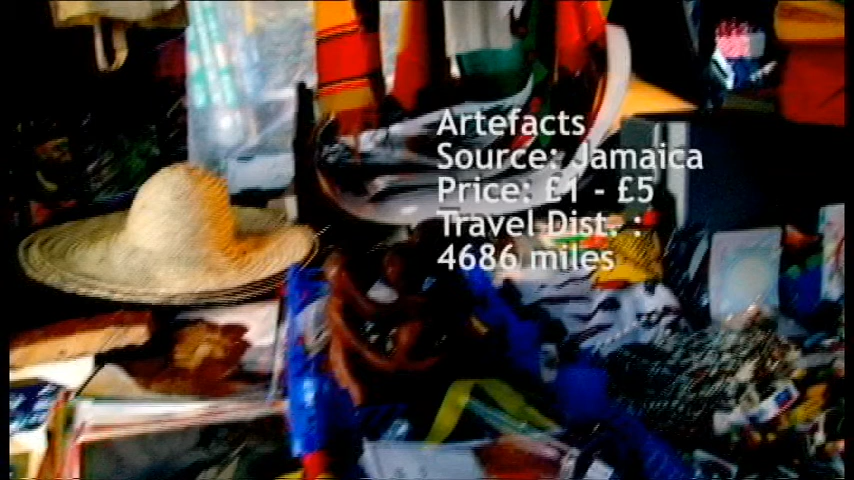 Artefacts
Source: Jamaica
Price: £1 - £5
Travel Dist. :
4686 miles